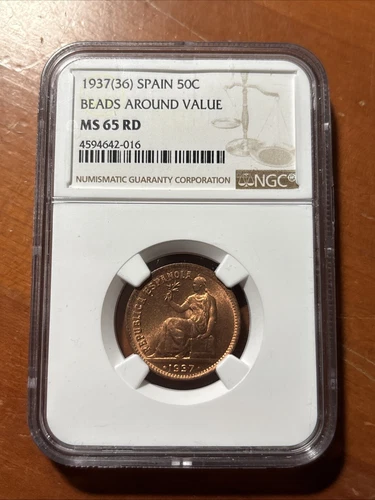 1937(36) SPAIN 50C
BEADS AROUND VALUE
MS 65 RD
4594642-016
NUMISMATIC GUARANTY CORPORATION
NGC
REPUBLICA ESPAÑOLA
·1937·